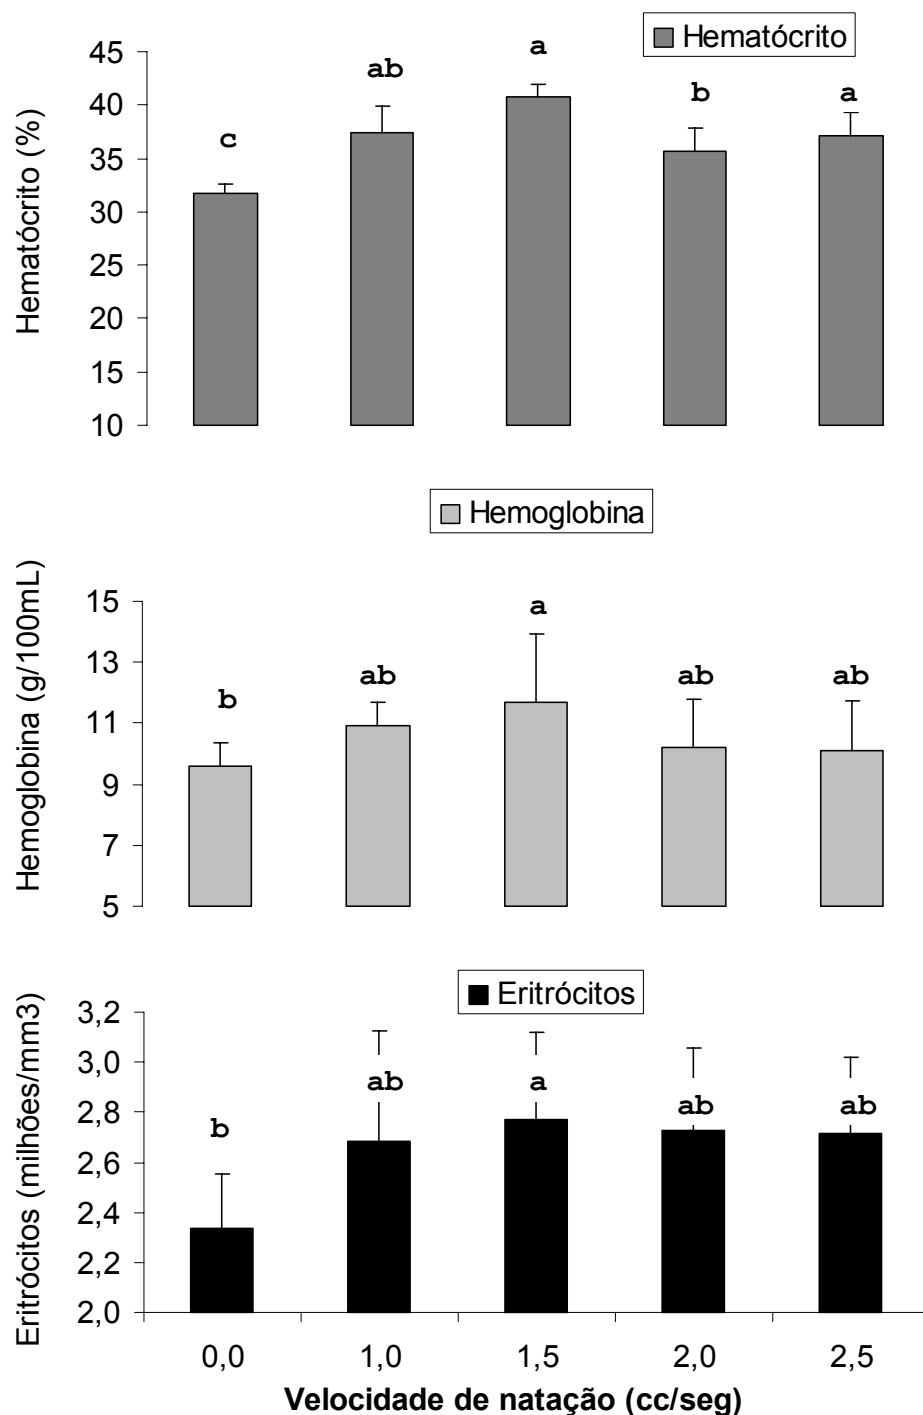 Hematócrito
Hematócrito (%)
45
40
35
30
25
20
15
10
c
ab
a
b
a
Hemoglobina
Hemoglobina (g/100mL)
15
13
11
9
7
5
b
ab
a
ab
ab
Eritrócitos
Eritrócitos (milhões/mm3)
3,2
3,0
2,8
2,6
2,4
2,2
2,0
b
ab
a
ab
ab
0,0 1,0 1,5 2,0 2,5
Velocidade de natação (cc/seg)